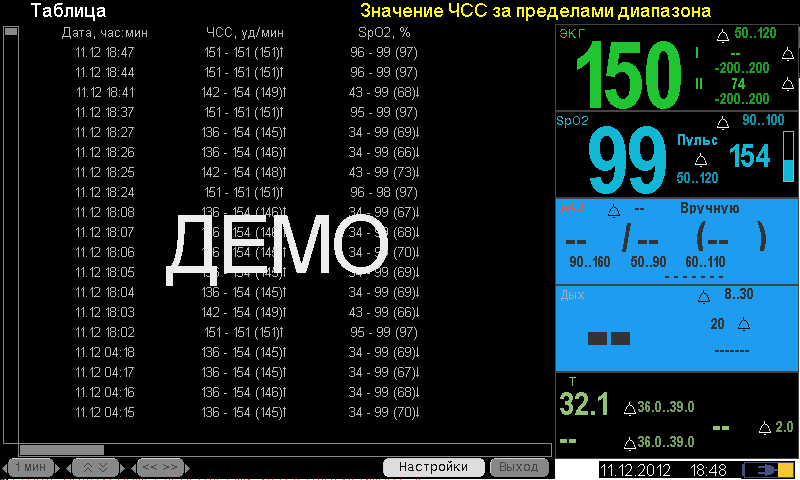 Таблица
Значение ЧСС за пределами диапазона
Дата, час:мин ЧСС, уд/мин SpO2, %
11.12 18:47 151 - 151 (151)↑ 96 - 99 (97)
11.12 18:44 151 - 151 (151)↑ 96 - 99 (97)
11.12 18:41 142 - 154 (149)↑ 43 - 99 (68)↓
11.12 18:37 151 - 151 (151)↑ 95 - 99 (97)
11.12 18:27 136 - 154 (145)↑ 34 - 99 (69)↓
11.12 18:26 136 - 154 (146)↑ 34 - 99 (66)↓
11.12 18:25 142 - 154 (148)↑ 43 - 99 (73)↓
11.12 18:24 151 - 151 (151)↑ 96 - 98 (97)
11.12 18:08 136 - 154 (146)↑ 34 - 99 (67)↓
11.12 18:07 136 - 154 (145)↑ 34 - 99 (68)↓
11.12 18:06 136 - 154 (145)↑ 34 - 99 (70)↓
11.12 18:05 34 - 99 (69)↓
11.12 18:04 136 - 154 (145)↑ 34 - 99 (69)↓
11.12 18:03 142 - 154 (149)↑ 43 - 99 (66)↓
11.12 18:02 151 - 151 (151)↑ 95 - 99 (97)
11.12 04:18 136 - 154 (145)↑ 34 - 99 (69)↓
11.12 04:17 136 - 154 (145)↑ 34 - 99 (67)↓
11.12 04:16 136 - 154 (146)↑ 34 - 99 (68)↓
11.12 04:15 136 - 154 (145)↑ 34 - 99 (70)↓
ДЕМО
1 мин << >> Настройки Выход
ЭКГ 50..120
150
I --
-200..200
II 74
-200..200
SpO2 90..100
99 Пульс 154
50..120
-- Вручную
-- / -- (-- )
90..160 50..90 60..110
- - - - - - -
Дых 8..30
-- 20
-------
T
32.1 36.0..39.0
-- 2.0
-- 36.0..39.0
11.12.2012 18:48